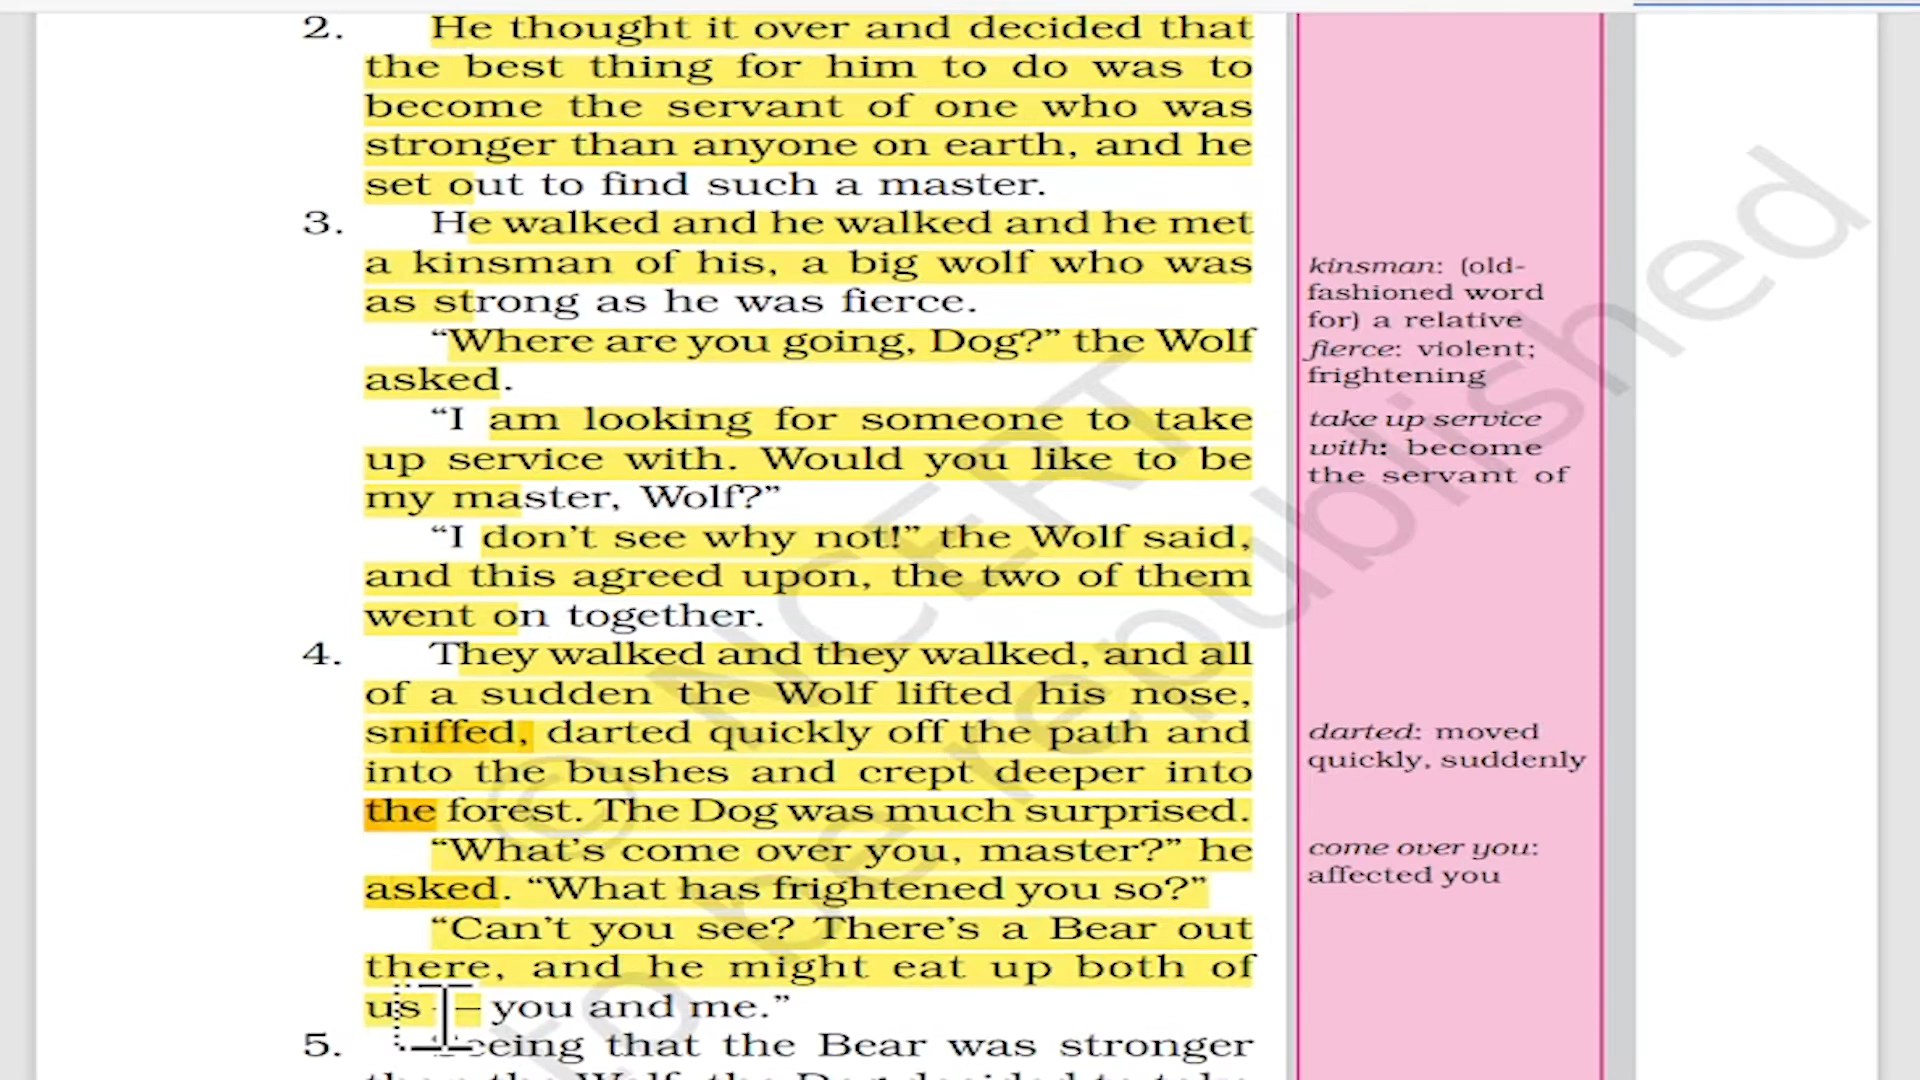 2. He thought it over and decided that
the best thing for him to do was to
become the servant of one who was
stronger than anyone on earth, and he
set out to find such a master.
3. He walked and he walked and he met
a kinsman of his, a big wolf who was
as strong as he was fierce.
“Where are you going, Dog?” the Wolf
asked.
“I am looking for someone to take
up service with. Would you like to be
my master, Wolf?”
“I don’t see why not!” the Wolf said,
and this agreed upon, the two of them
went on together.
4. They walked and they walked, and all
of a sudden the Wolf lifted his nose,
sniffed, darted quickly off the path and
into the bushes and crept deeper into
the forest. The Dog was much surprised.
“What’s come over you, master?” he
asked. “What has frightened you so?”
“Can’t you see? There’s a Bear out
there, and he might eat up both of
us — you and me.”
5. Seeing that the Bear was stronger
kinsman: (old-
fashioned word
for) a relative
fierce: violent;
frightening
take up service
with: become
the servant of
darted: moved
quickly, suddenly
come over you:
affected you
© NCERT
to be republished